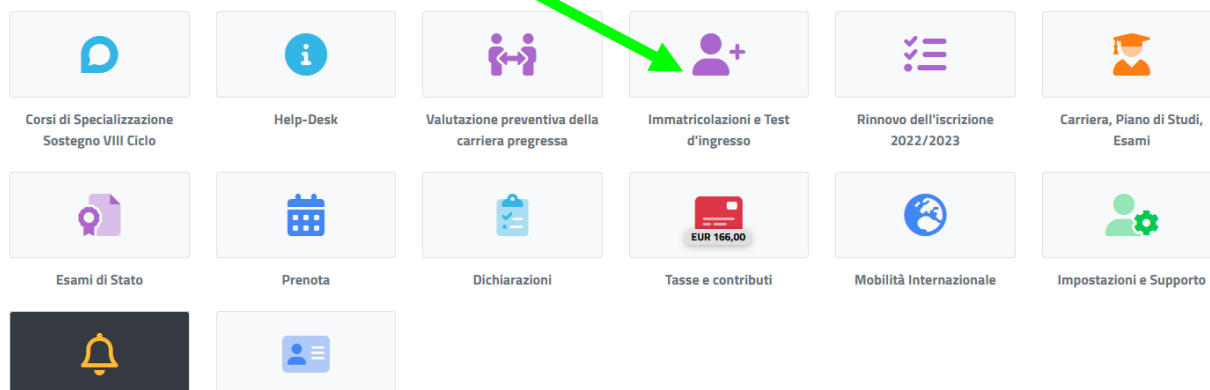 Corsi di Specializzazione
Sostegno VIII Ciclo
Help-Desk
Valutazione preventiva della
carriera pregressa
Immatricolazioni e Test
d'ingresso
Rinnovo dell'iscrizione
2022/2023
Carriera, Piano di Studi,
Esami
Esami di Stato
Prenota
Dichiarazioni
EUR 166,00
Tasse e contributi
Mobilità Internazionale
Impostazioni e Supporto